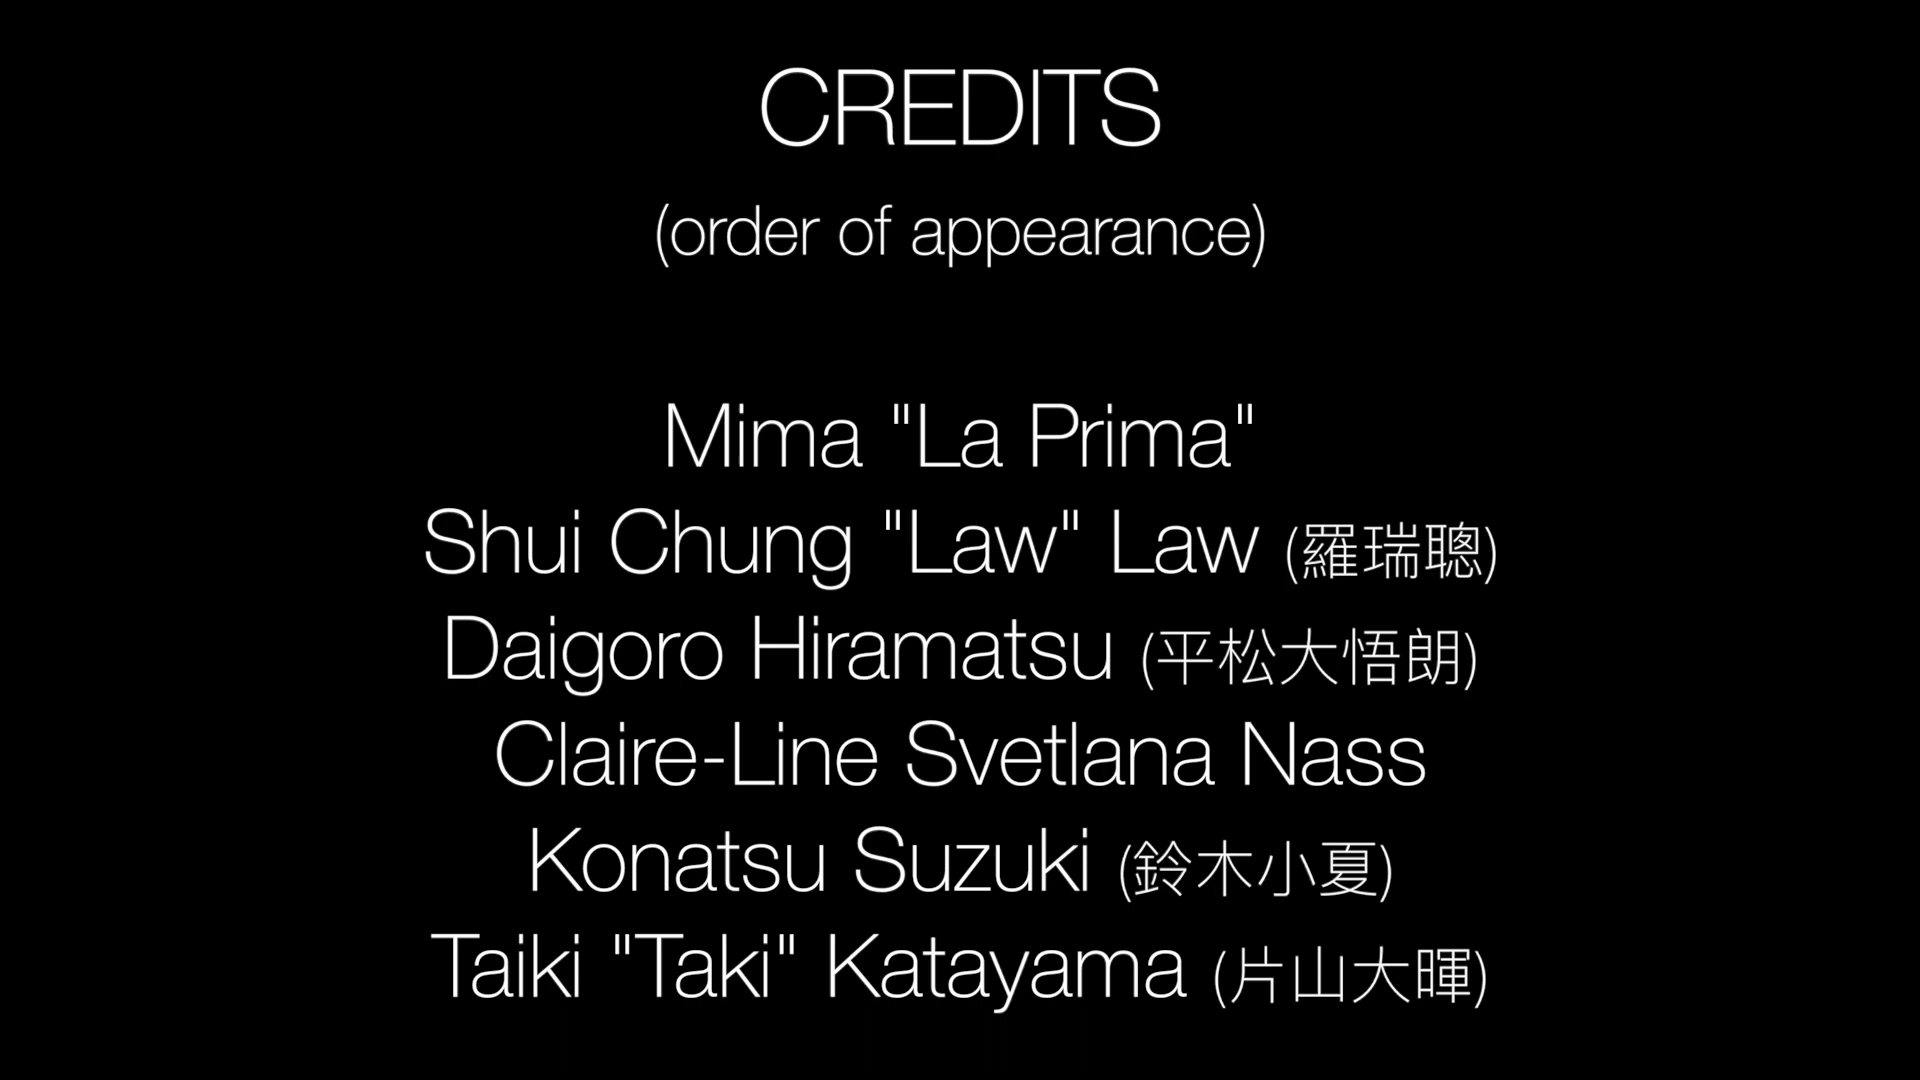 CREDITS
(order of appearance)
Mima "La Prima"
Shui Chung "Law" Law (羅瑞聰)
Daigoro Hiramatsu (平松大悟朗)
Claire-Line Svetlana Nass
Konatsu Suzuki (鈴木小夏)
Taiki "Taki" Katayama (片山大暉)